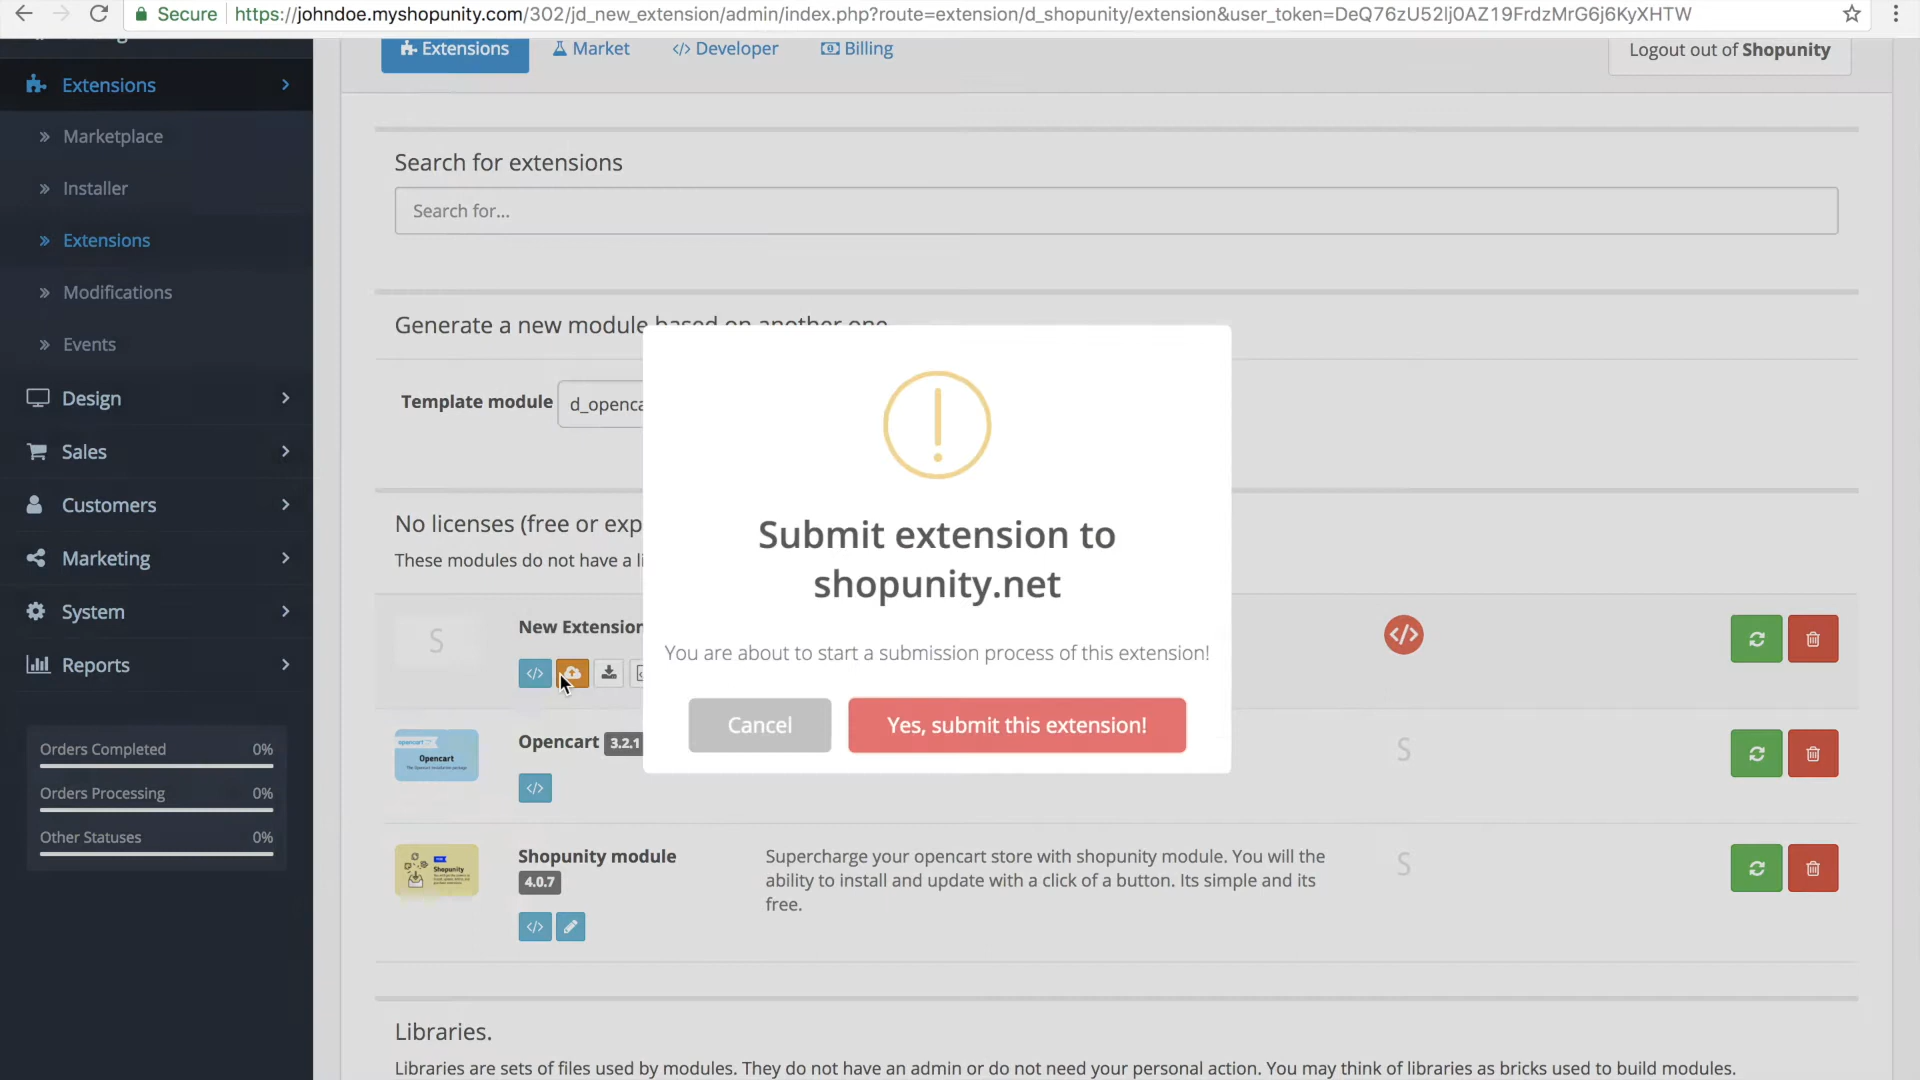 Secure
https://johndoe.myshopunity.com/302/jd_new_extension/admin/index.php?route=extension/d_shopunity/extension&user_token=DeQ76zU52lj0AZ19FrdzMrG6j6KyXHTW
Extensions
Market
Developer
Billing
Logout out of Shopunity
Extensions
Marketplace
Installer
Extensions
Modifications
Events
Design
Sales
Customers
Marketing
System
Reports
Orders Completed 0%
Orders Processing 0%
Other Statuses 0%
Search for extensions
Search for...
Generate a new module based on another one
Template module
d_openca
No licenses (free or exp
These modules do not have a li
S
New Extension
Opencart 3.2.1
opencart
Opencart
S
Shopunity module
4.0.7
Shopunity
Supercharge your opencart store with shopunity module. You will the
ability to install and update with a click of a button. Its simple and its
free.
S
Submit extension to
shopunity.net
You are about to start a submission process of this extension!
Cancel
Yes, submit this extension!
Libraries.
Libraries are sets of files used by modules. They do not have an admin or do not need your personal action. You may think of libraries as bricks used to build modules.